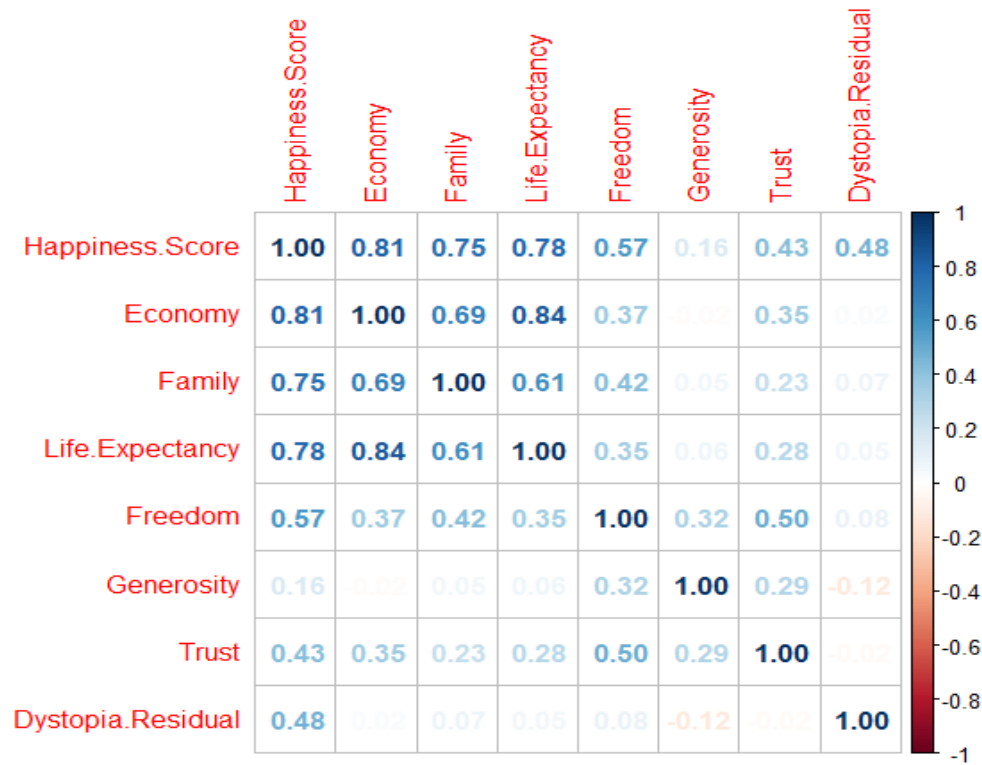 Happiness.Score Economy Family Life.Expectancy Freedom Generosity Trust Dystopia.Residual
Happiness.Score 1.00 0.81 0.75 0.78 0.57 0.16 0.43 0.48
Economy 0.81 1.00 0.69 0.84 0.37 -0.02 0.35 0.02
Family 0.75 0.69 1.00 0.61 0.42 0.05 0.23 0.07
Life.Expectancy 0.78 0.84 0.61 1.00 0.35 0.06 0.28 0.05
Freedom 0.57 0.37 0.42 0.35 1.00 0.32 0.50 0.08
Generosity 0.16 -0.02 0.05 0.06 0.32 1.00 0.29 -0.12
Trust 0.43 0.35 0.23 0.28 0.50 0.29 1.00 -0.02
Dystopia.Residual 0.48 0.02 0.07 0.05 0.08 -0.12 -0.02 1.00
1
0.8
0.6
0.4
0.2
0
-0.2
-0.4
-0.6
-0.8
-1